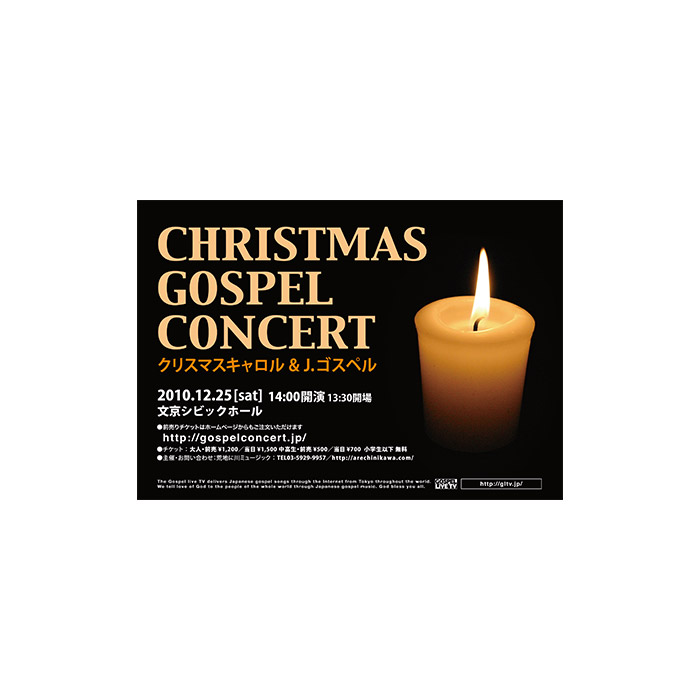 CHRISTMAS
GOSPEL
CONCERT
クリスマスキャロル & J.ゴスペル
2010.12.25[sat] 14:00開演 13:30開場
文京シビックホール
●前売りチケットはホームページからもご注文いただけます
http://gospelconcert.jp/
●チケット：大人・前売 ¥1,200／当日 ¥1,500 中高生・前売 ¥500／当日 ¥700 小学生以下 無料
●主催・お問い合わせ：荒地に川ミュージック：TEL03-5929-9957／http://arechinikawa.com/
The Gospel live TV delivers Japanese gospel songs through the Internet from Tokyo throughout the world.
We tell love of God to the people of the whole world through Japanese gospel music. God bless you all.
GOSPEL
LIVE TV
http://gltv.jp/